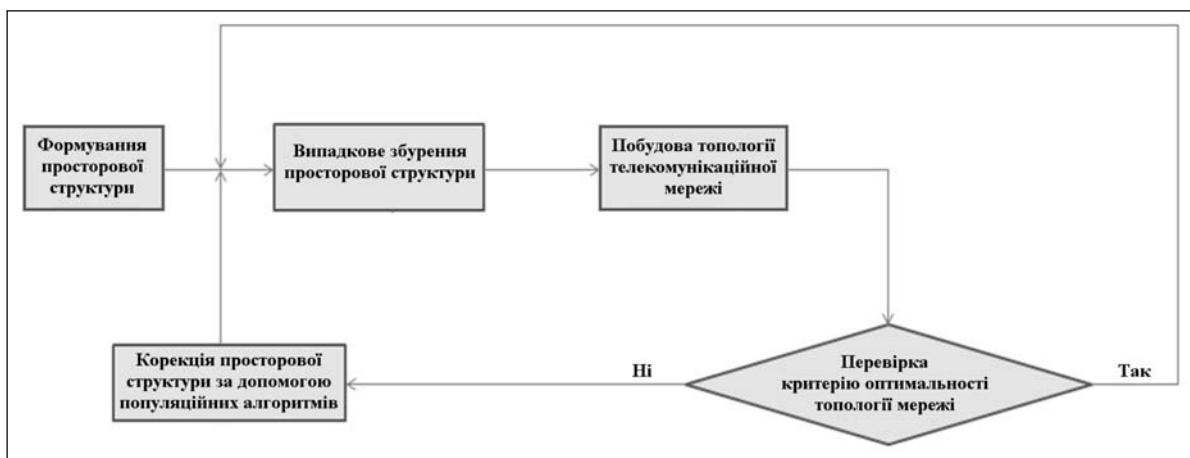 Формування
просторової
структури
Випадкове збурення
просторової структури
Побудова топології
телекомунікаційної
мережі
Корекція просторової
структури за допомогою
популяційних алгоритмів
Ні
Перевірка
критерію оптимальності
топології мережі
Так